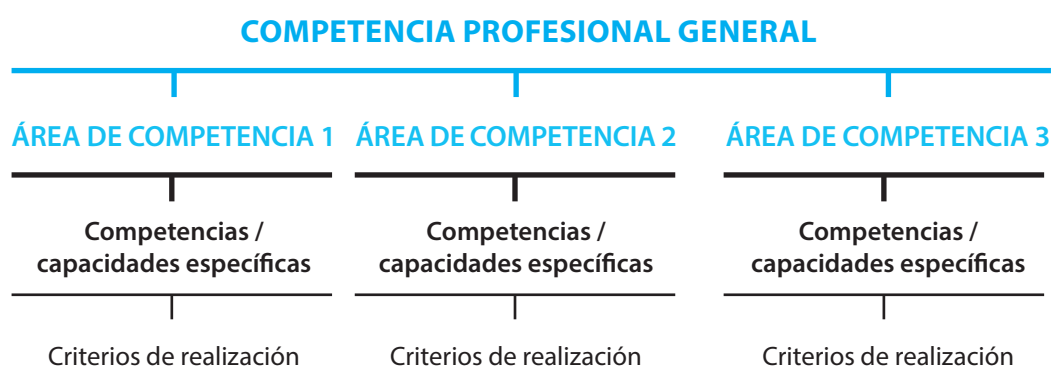 COMPETENCIA PROFESIONAL GENERAL
ÁREA DE COMPETENCIA 1
ÁREA DE COMPETENCIA 2
ÁREA DE COMPETENCIA 3
Competencias /
capacidades específicas
Competencias /
capacidades específicas
Competencias /
capacidades específicas
Criterios de realización
Criterios de realización
Criterios de realización